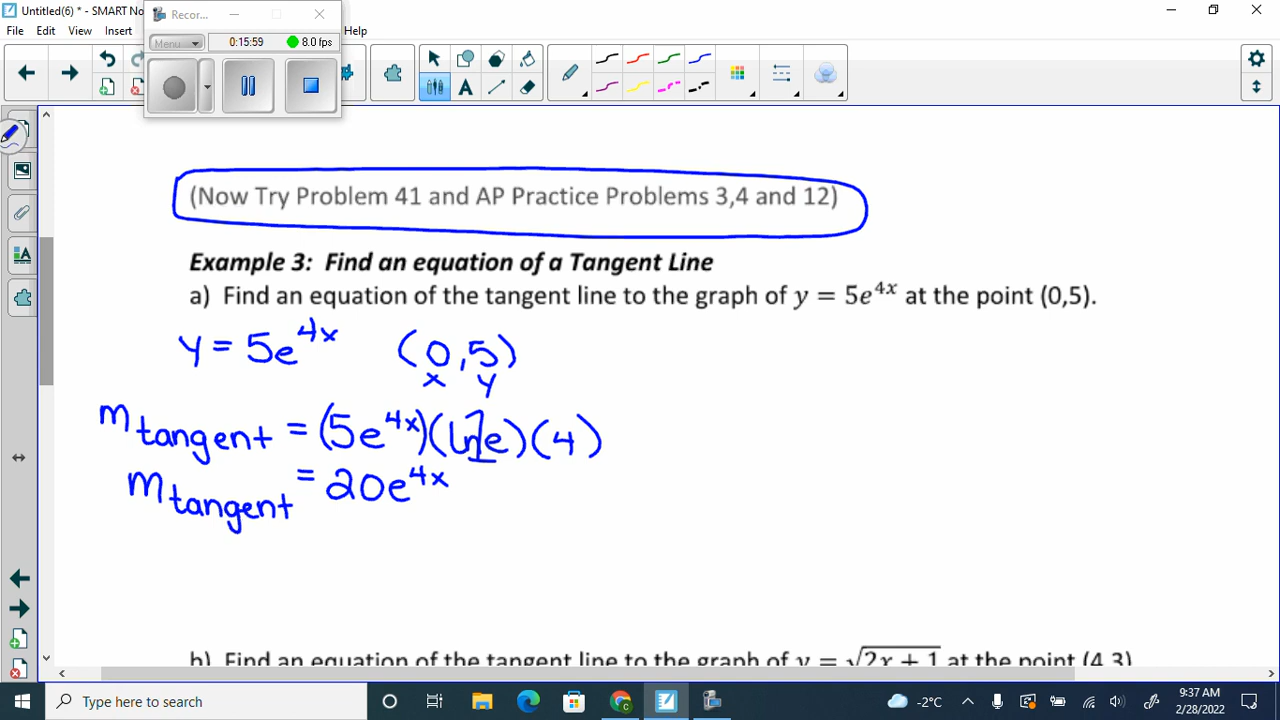 Untitled(6) * - SMART No
Recor...
File Edit View Insert
Help
Menu
0:15:59
8.0 fps
(Now Try Problem 41 and AP Practice Problems 3,4 and 12)
Example 3: Find an equation of a Tangent Line
a) Find an equation of the tangent line to the graph of y = 5e^{4x} at the point (0,5).
y = 5e^{4x} (0,5)
x y
m tangent = (5e^{4x})(ln e)(4)
m tangent = 20e^{4x}
b) Find an equation of the tangent line to the graph of y = √(2x + 1) at the point (4,3)
Type here to search
-2°C
9:37 AM
2/28/2022